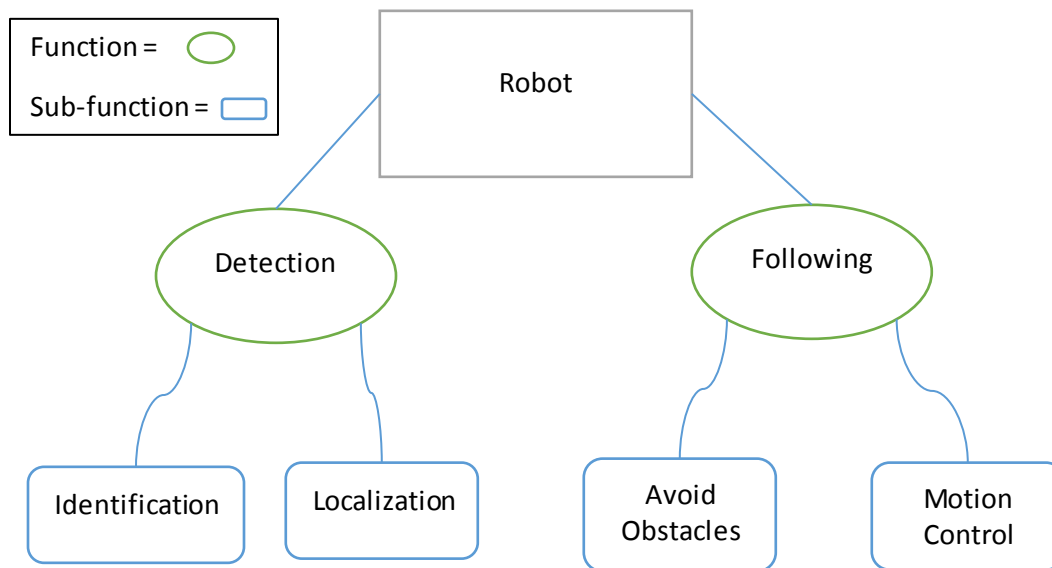 Function =
Sub-function =
Robot
Detection
Following
Identification
Localization
Avoid
Obstacles
Motion
Control